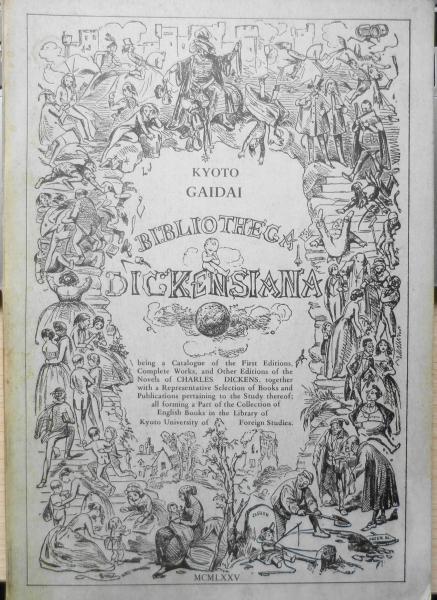 KYOTO
GAIDAI
BIBLIOTHECA
DICKENSIANA
being a Catalogue of the First Editions,
Complete Works, and Other Editions of the
Novels of CHARLES DICKENS, together
with a Representative Selection of Books and
Publications pertaining to the Study thereof;
all forming a Part of the Collection of
English Books in the Library of
Kyoto University of Foreign Studies.
MCMLXXV